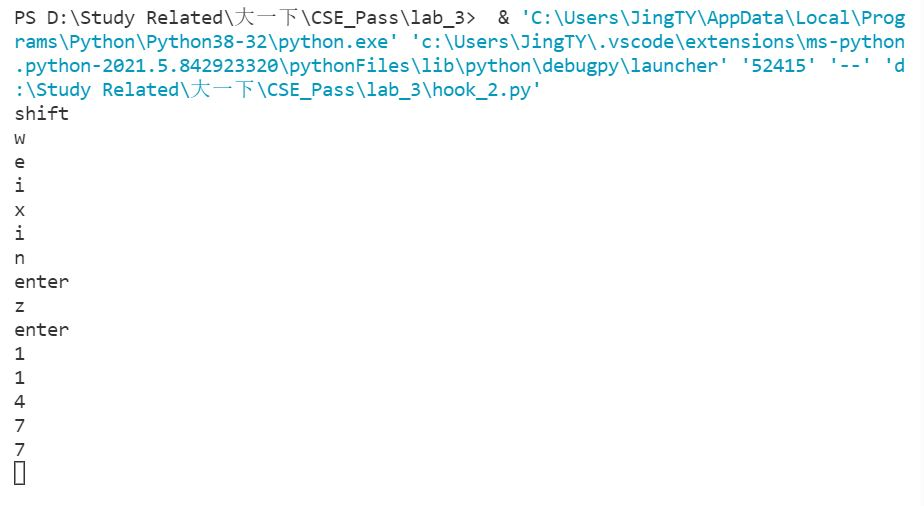 PS D:\Study Related\大一下\CSE_Pass\lab_3>  & 'C:\Users\JingTY\AppData\Local\Prog
rams\Python\Python38-32\python.exe' 'c:\Users\JingTY\.vscode\extensions\ms-python
.python-2021.5.842923320\pythonFiles\lib\python\debugpy\launcher' '52415' '--' 'd
:\Study Related\大一下\CSE_Pass\lab_3\hook_2.py'
shift
w
e
i
x
i
n
enter
z
enter
1
1
4
7
7